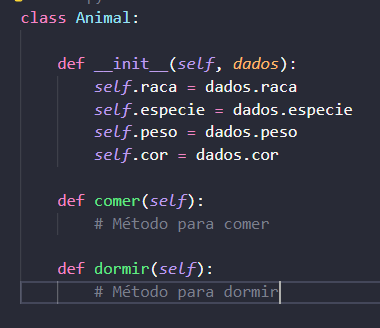 class Animal:
    def __init__(self, dados):
        self.raca = dados.raca
        self.especie = dados.especie
        self.peso = dados.peso
        self.cor = dados.cor
    def comer(self):
        # Método para comer
    def dormir(self):
        # Método para dormir